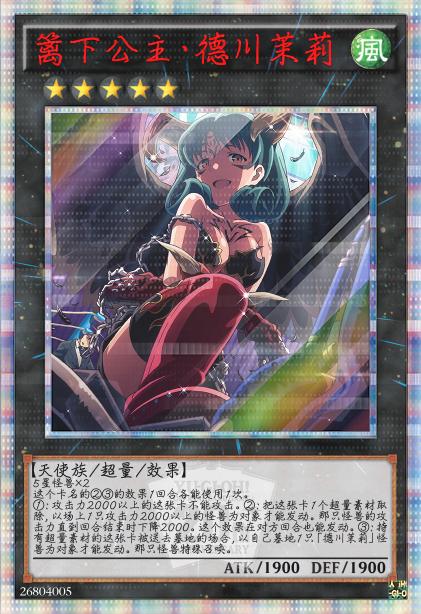 篱下公主·德川茉莉
風
【天使族/超量/效果】
5星怪兽×2
这个卡名的②③的效果1回合各能使用1次。
①：攻击力2000以上的这张卡不能攻击。②：把这张卡1个超量素材取
除，以场上1只攻击力2000以上的怪兽为对象才能发动。那只怪兽的攻
击力直到回合结束时下降2000。这个效果在对方回合也能发动。③：持
有超量素材的这张卡被送去墓地的场合，以自己墓地1只「德川茉莉」怪
兽为对象才能发动。那只怪兽特殊召唤。
ATK/1900 DEF/1900
26804005